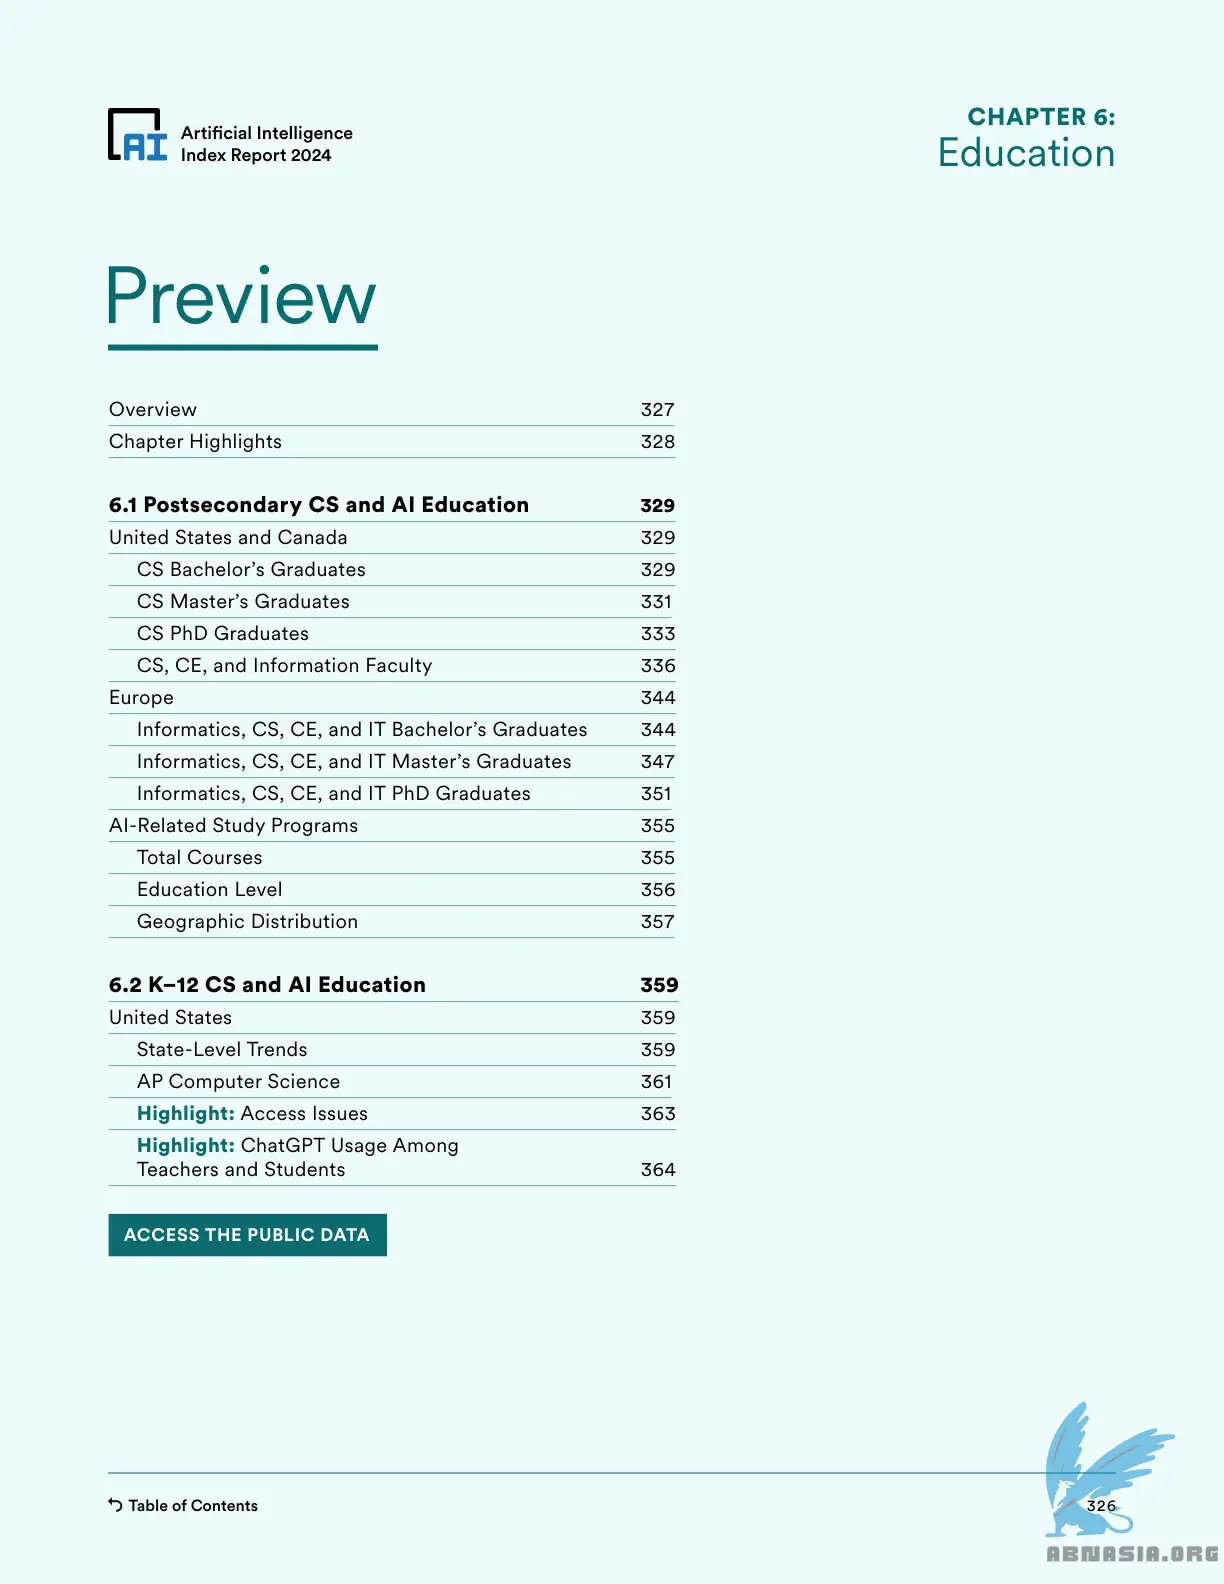 AI
Artificial Intelligence
Index Report 2024
CHAPTER 6:
Education
Preview
Overview 327
Chapter Highlights 328
6.1 Postsecondary CS and AI Education 329
United States and Canada 329
CS Bachelor’s Graduates 329
CS Master’s Graduates 331
CS PhD Graduates 333
CS, CE, and Information Faculty 336
Europe 344
Informatics, CS, CE, and IT Bachelor’s Graduates 344
Informatics, CS, CE, and IT Master’s Graduates 347
Informatics, CS, CE, and IT PhD Graduates 351
AI-Related Study Programs 355
Total Courses 355
Education Level 356
Geographic Distribution 357
6.2 K–12 CS and AI Education 359
United States 359
State-Level Trends 359
AP Computer Science 361
Highlight: Access Issues 363
Highlight: ChatGPT Usage Among
Teachers and Students 364
ACCESS THE PUBLIC DATA
Table of Contents 326
ABNASIA.ORG